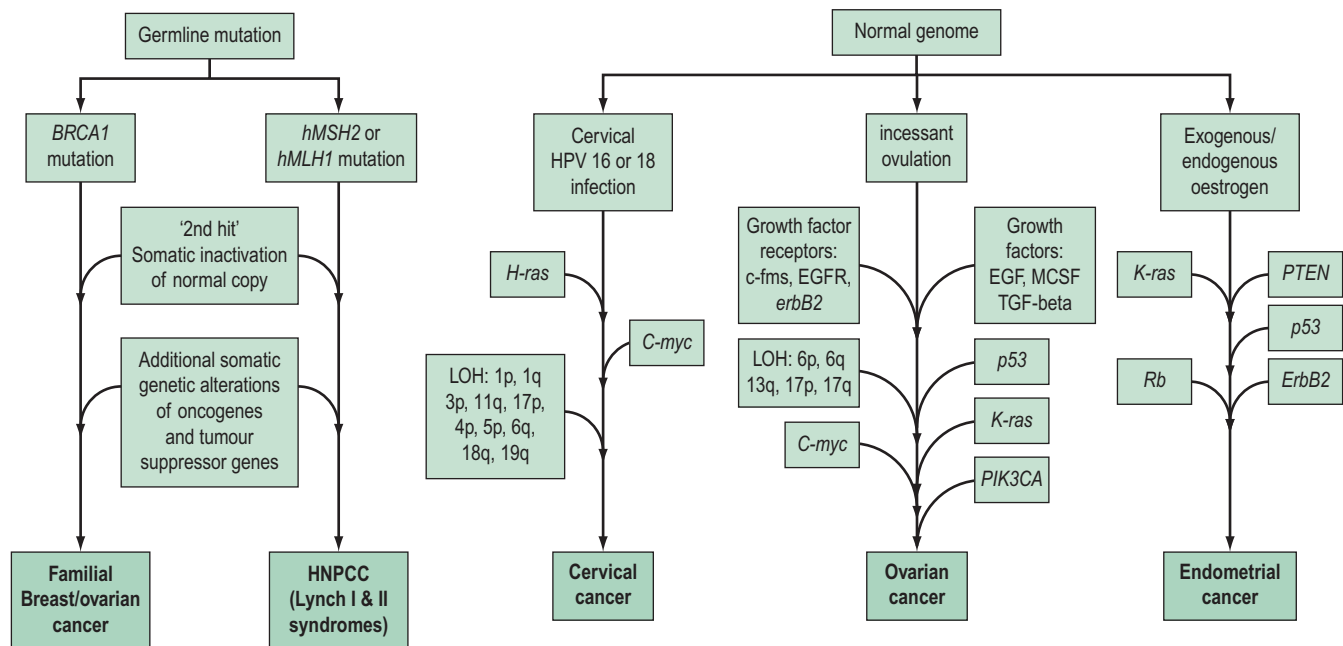 Germline mutation
BRCA1
mutation
hMSH2 or
hMLH1 mutation
'2nd hit'
Somatic inactivation
of normal copy
Additional somatic
genetic alterations
of oncogenes
and tumour
suppressor genes
Familial
Breast/ovarian
cancer
HNPCC
(Lynch I & II
syndromes)
Normal genome
Cervical
HPV 16 or 18
infection
H-ras
C-myc
LOH: 1p, 1q
3p, 11q, 17p,
4p, 5p, 6q,
18q, 19q
Cervical
cancer
incessant
ovulation
Growth factor
receptors:
c-fms, EGFR,
erbB2
Growth
factors:
EGF, MCSF
TGF-beta
LOH: 6p, 6q
13q, 17p, 17q
p53
K-ras
C-myc
PIK3CA
Ovarian
cancer
Exogenous/
endogenous
oestrogen
K-ras
PTEN
p53
Rb
ErbB2
Endometrial
cancer